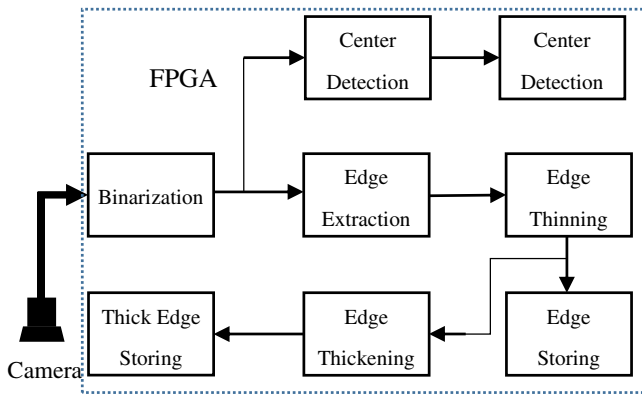 FPGA
Center
Detection
Center
Detection
Binarization
Edge
Extraction
Edge
Thinning
Thick Edge
Storing
Edge
Thickening
Edge
Storing
Camera